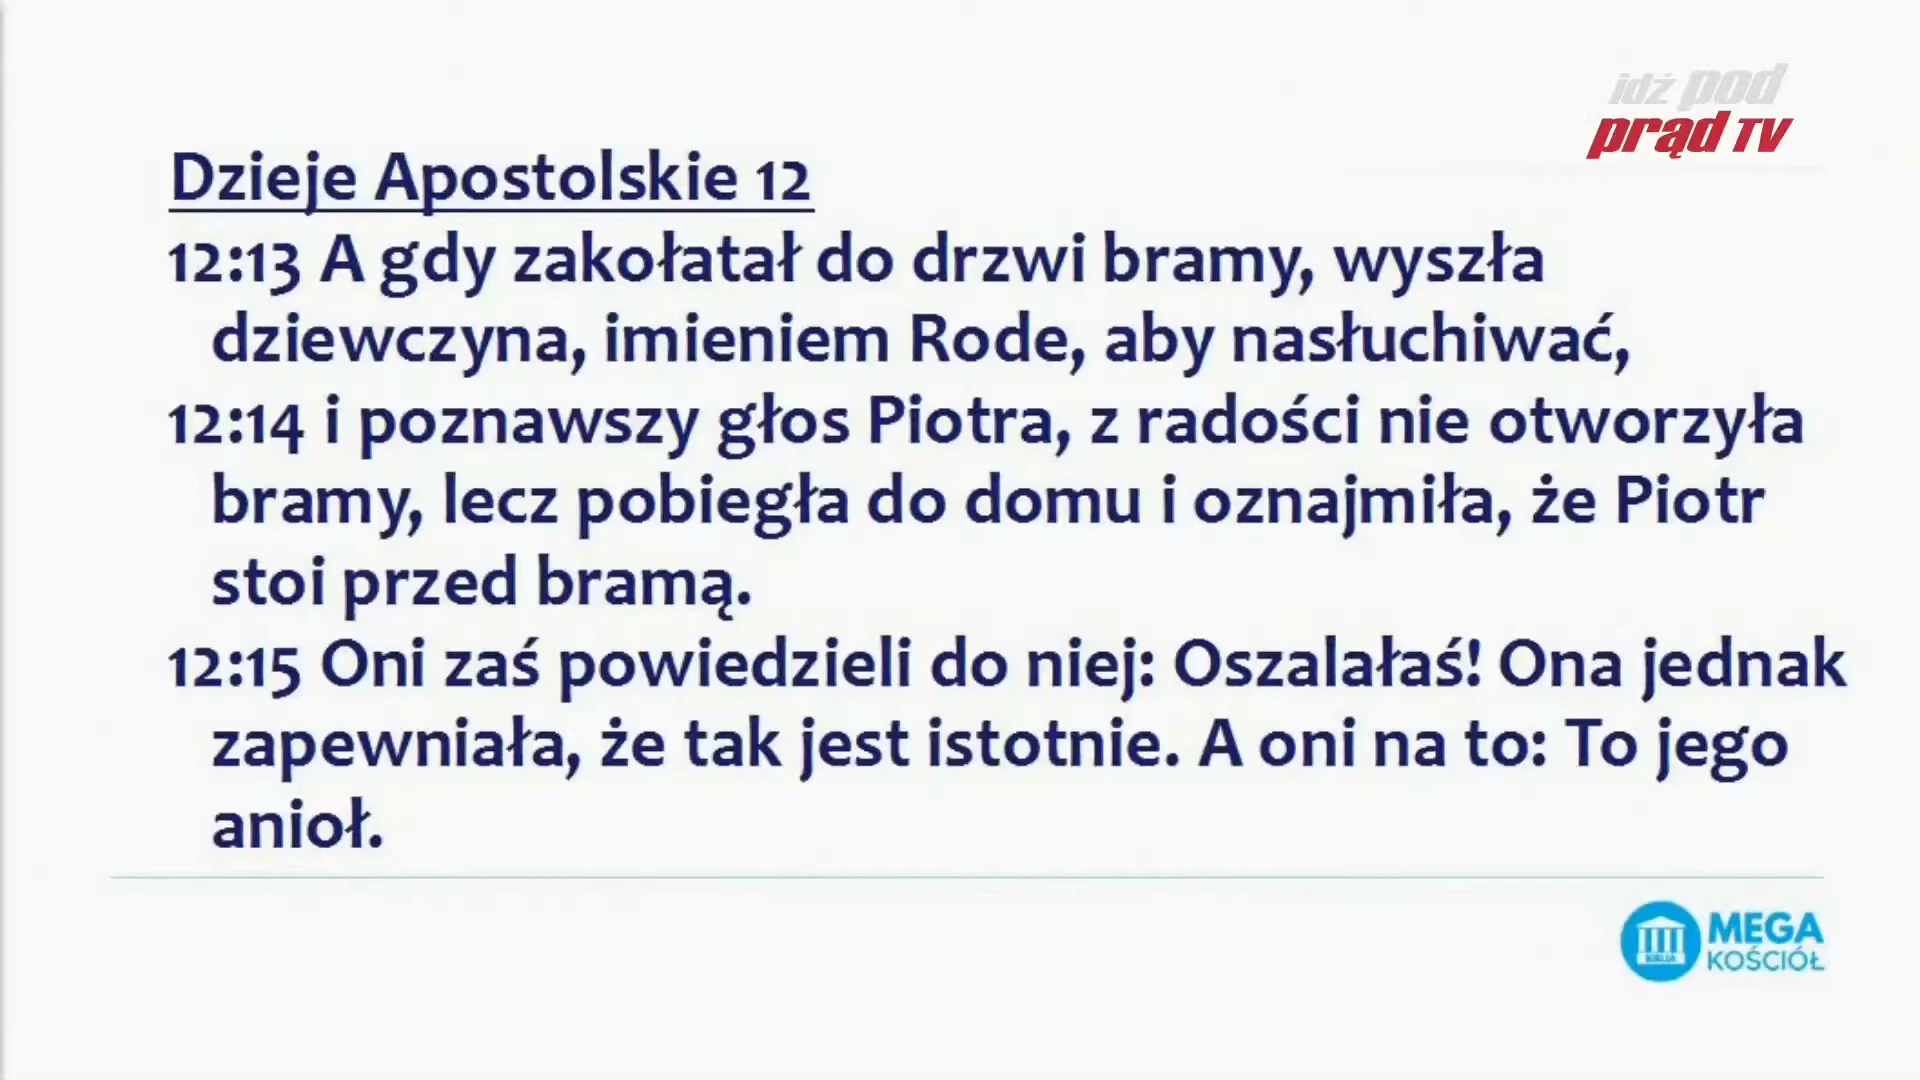 idź pod
prąd TV
Dzieje Apostolskie 12
12:13 A gdy zakołatał do drzwi bramy, wyszła
dziewczyna, imieniem Rode, aby nasłuchiwać,
12:14 i poznawszy głos Piotra, z radości nie otworzyła
bramy, lecz pobiegła do domu i oznajmiła, że Piotr
stoi przed bramą.
12:15 Oni zaś powiedzieli do niej: Oszalałaś! Ona jednak
zapewniała, że tak jest istotnie. A oni na to: To jego
anioł.
BIBLIA
MEGA
KOŚCIÓŁ